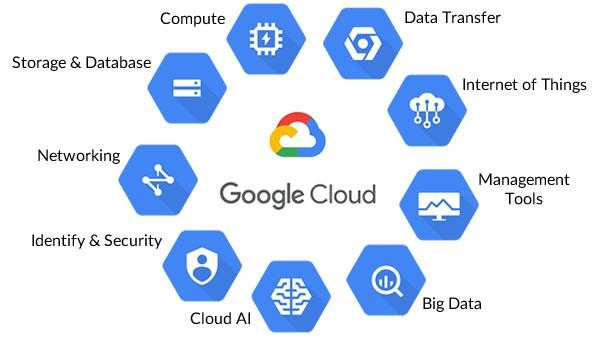 Compute
Data Transfer
Storage & Database
Internet of Things
Networking
Google Cloud
Management
Tools
Identify & Security
Big Data
Cloud AI